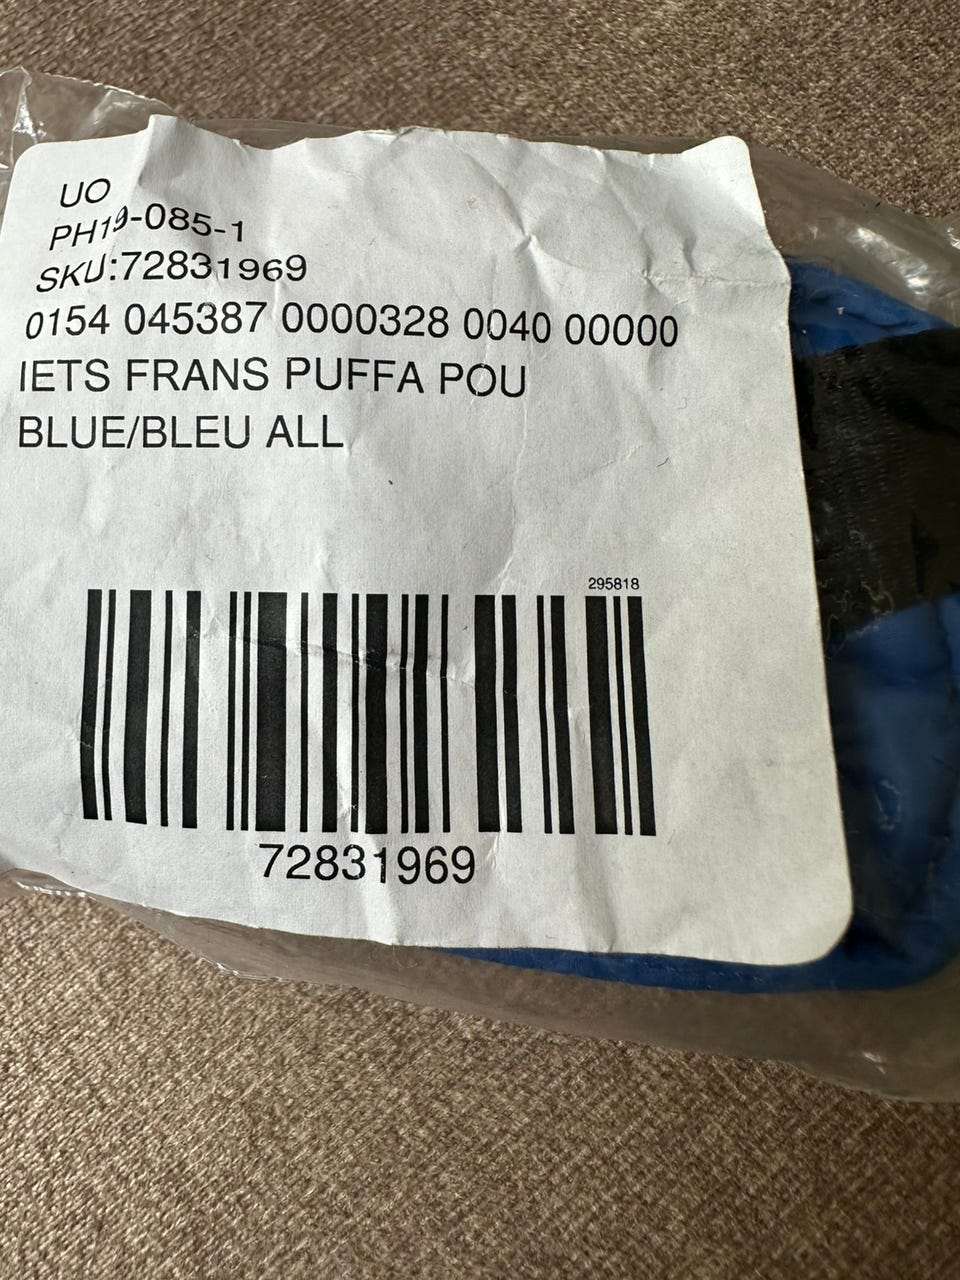 UO
PH19-085-1
SKU:72831969
0154 045387 0000328 0040 00000
IETS FRANS PUFFA POU
BLUE/BLEU ALL
295818
72831969